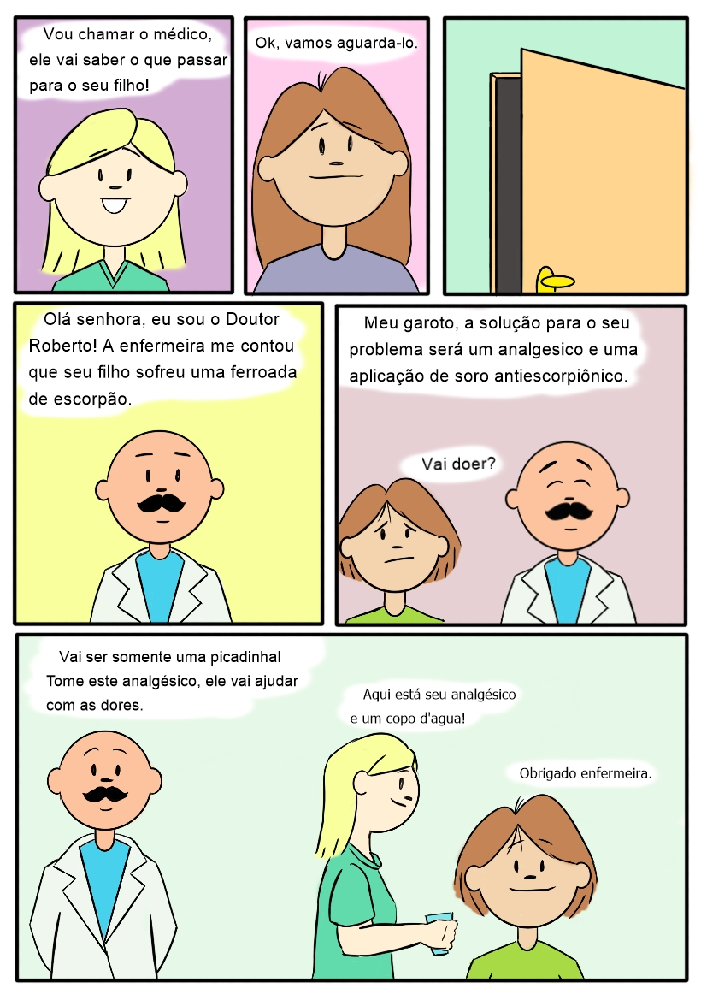 Vou chamar o médico,
ele vai saber o que passar
para o seu filho!
Ok, vamos aguarda-lo.
Olá senhora, eu sou o Doutor
Roberto! A enfermeira me contou
que seu filho sofreu uma ferroada
de escorpão.
Meu garoto, a solução para o seu
problema será um analgesico e uma
aplicação de soro antiescorpiônico.
Vai doer?
Vai ser somente uma picadinha!
Tome este analgésico, ele vai ajudar
com as dores.
Aqui está seu analgésico
e um copo d'agua!
Obrigado enfermeira.